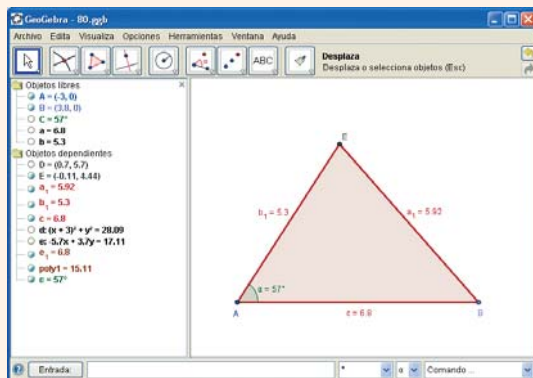 GeoGebra - 80.ggb
Archivo Edita Visualiza Opciones Herramientas Ventana Ayuda
ABC
Desplaza
Desplaza o selecciona objetos (Esc)
Objetos libres
A = (-3, 0)
B = (3.8, 0)
C = 57°
a = 6.8
b = 5.3
Objetos dependientes
D = (0.7, 5.7)
E = (-0.11, 4.44)
a₁ = 5.92
b₁ = 5.3
c = 6.8
d: (x + 3)² + y² = 28.09
e: -5.7x + 3.7y = 17.11
e₁ = 6.8
poly1 = 15.11
α = 57°
E
b₁ = 5.3
a₁ = 5.92
α = 57°
A
c = 6.8
B
Entrada:
°
α
Comando ...